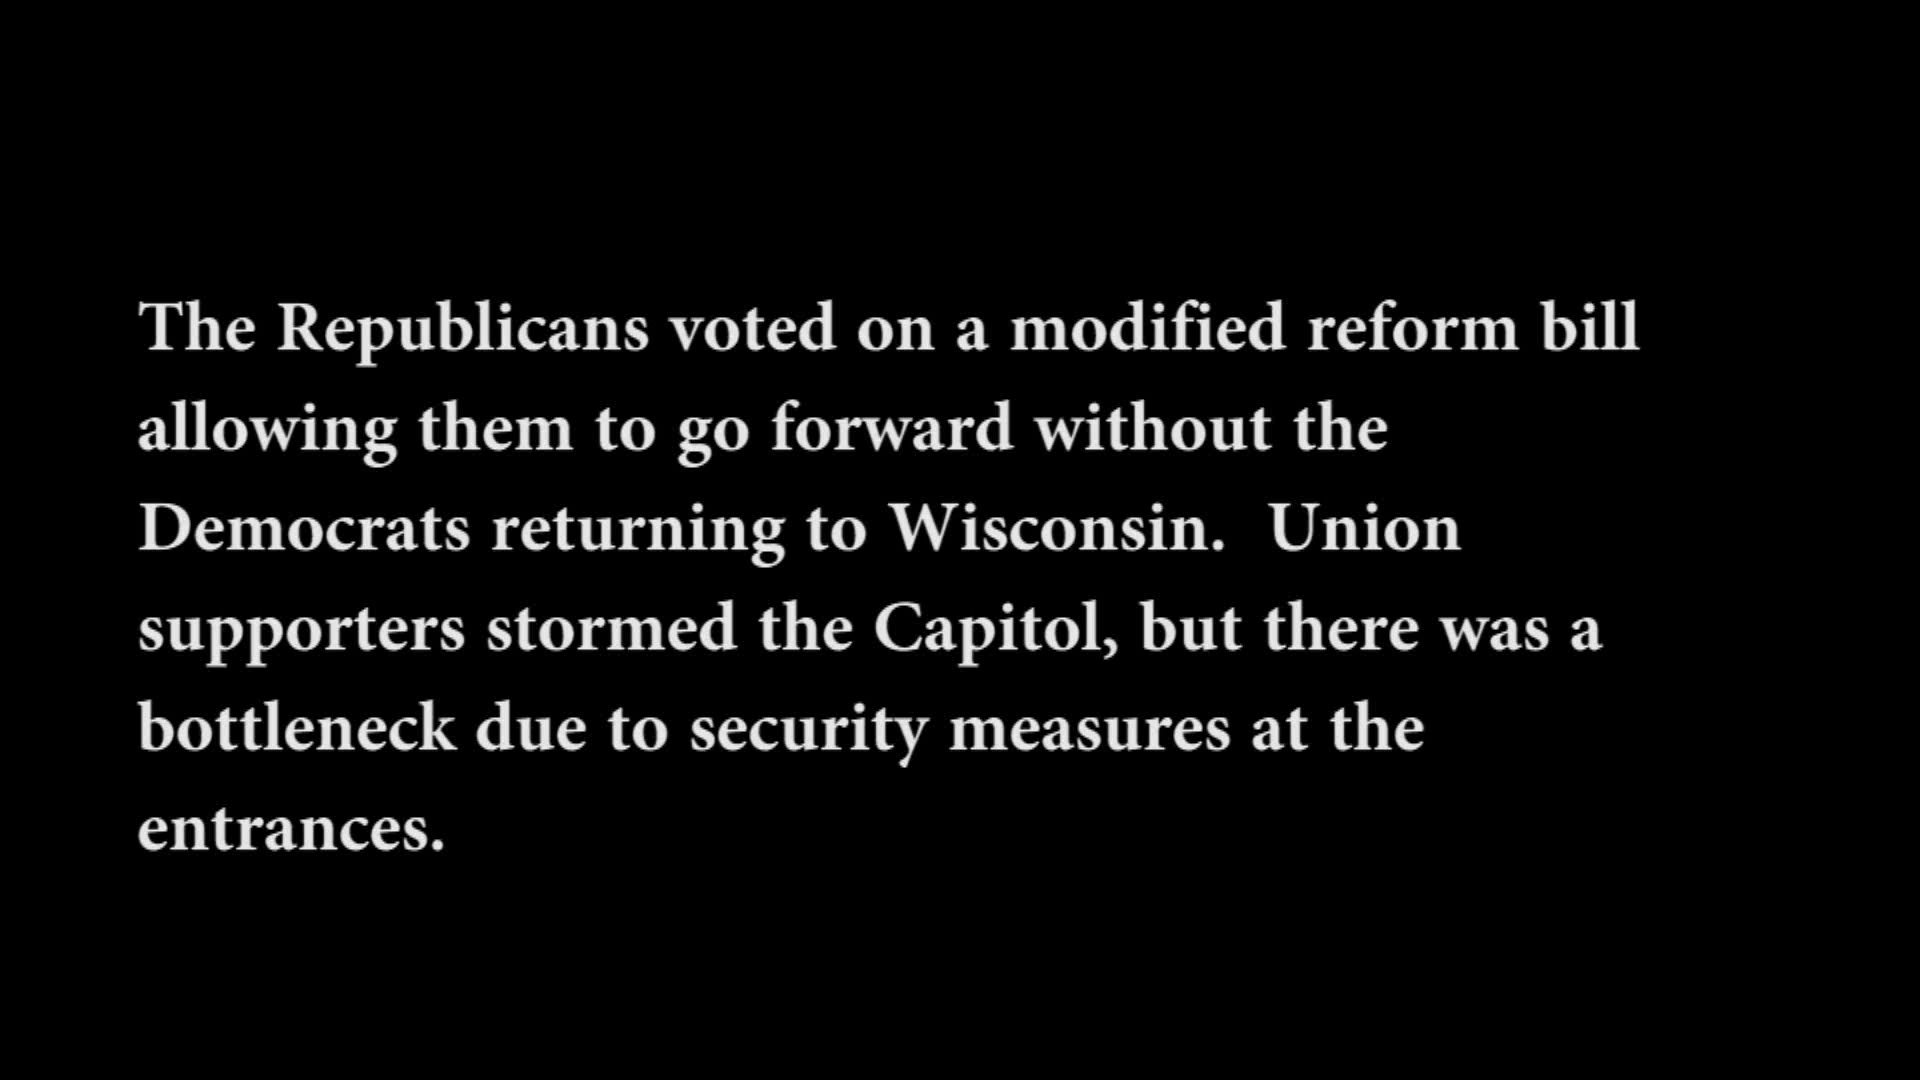 The Republicans voted on a modified reform bill
allowing them to go forward without the
Democrats returning to Wisconsin.  Union
supporters stormed the Capitol, but there was a
bottleneck due to security measures at the
entrances.